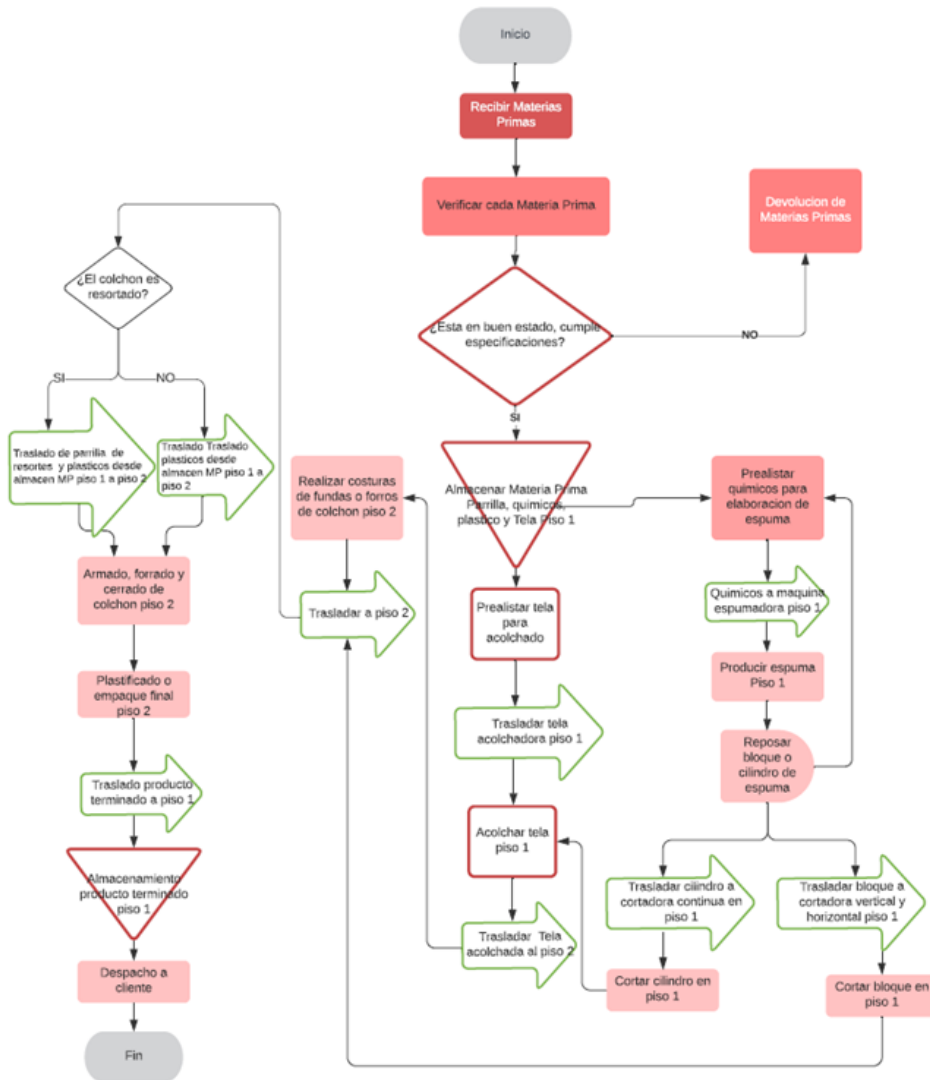 Inicio
Recibir Materias
Primas
Verificar cada Materia Prima
Devolucion de
Materias Primas
¿Esta en buen estado, cumple
especificaciones?
NO
SI
Almacenar Materia Prima
Parrilla, quimicos,
plastico y Tela Piso 1
Prealistar
quimicos para
elaboracion de
espuma
Quimicos a maquina
espumadora piso 1
Producir espuma
Piso 1
Reposar
bloque o
cilindro de
espuma
Trasladar cilindro a
cortadora continua en
piso 1
Trasladar bloque a
cortadora vertical y
horizontal piso 1
Cortar cilindro en
piso 1
Cortar bloque en
piso 1
Prealistar tela
para
acolchado
Trasladar tela
acolchadora piso 1
Acolchar tela
piso 1
Trasladar Tela
acolchada al piso 2
Realizar costuras
de fundas o forros
de colchon piso 2
Trasladar a piso 2
¿El colchon es
resortado?
SI
NO
Traslado de parrilla de
resortes y plasticos desde
almacen MP piso 1 a piso 2
Traslado Traslado
plasticos desde
almacen MP piso 1 a
piso 2
Armado, forrado y
cerrado de
colchon piso 2
Plastificado o
empaque final
piso 2
Traslado producto
terminado a piso 1
Almacenamiento
producto terminado
piso 1
Despacho a
cliente
Fin